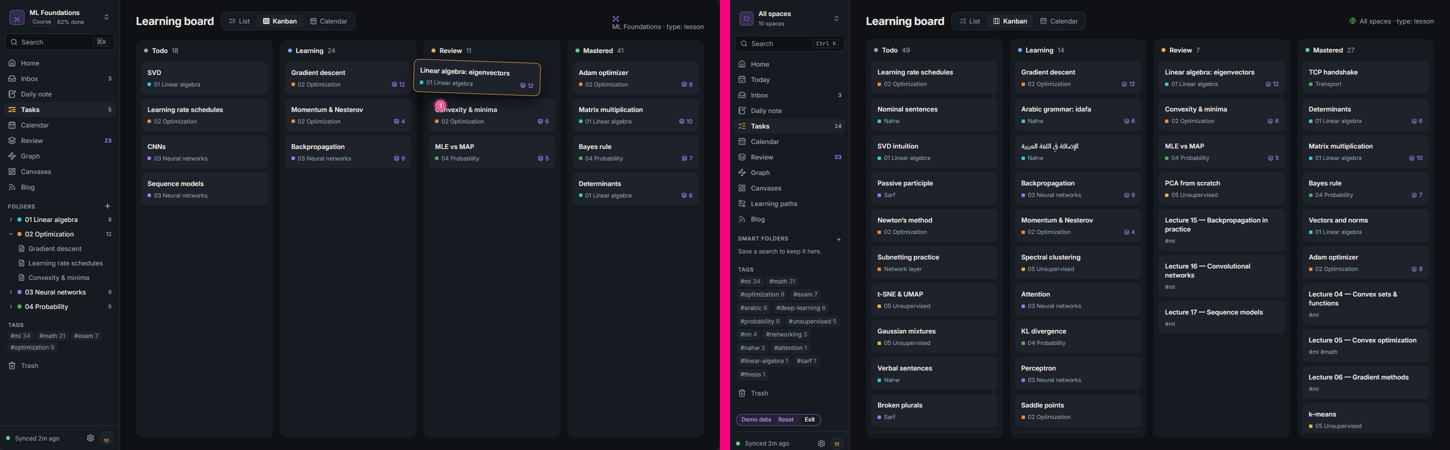 ML Foundations
Course 62% done
Search ⌘K
Home
Inbox 3
Daily note
Tasks 5
Calendar
Review 23
Graph
Canvases
Blog
FOLDERS +
01 Linear algebra 8
02 Optimization 12
Gradient descent
Learning rate schedules
Convexity & minima
03 Neural networks 9
04 Probability 6
TAGS
#ml 34 #math 21 #exam 7
#optimization 9
Trash
Synced 2m ago
Learning board
List Kanban Calendar
ML Foundations · type: lesson
Todo 18
SVD
01 Linear algebra
Learning rate schedules
02 Optimization
CNNs
03 Neural networks
Sequence models
03 Neural networks
Learning 24
Gradient descent
02 Optimization 12
Momentum & Nesterov
02 Optimization 4
Backpropagation
03 Neural networks 9
Review 11
Linear algebra: eigenvectors
01 Linear algebra 12
1
Convexity & minima
02 Optimization 6
MLE vs MAP
04 Probability 5
Mastered 41
Adam optimizer
02 Optimization 8
Matrix multiplication
01 Linear algebra 10
Bayes rule
04 Probability 7
Determinants
01 Linear algebra 6
All spaces
10 spaces
Search Ctrl K
Home
Today
Inbox 3
Daily note
Tasks 14
Calendar
Review 23
Graph
Canvases
Learning paths
Blog
SMART FOLDERS +
Save a search to keep it here.
TAGS
#ml 34 #math 21
#optimization 9 #exam 7
#arabic 6 #deep-learning 6
#probability 6 #unsupervised 5
#nn 4 #networking 3
#nahw 2 #attention 1
#linear-algebra 1 #sarf 1
#thesis 1
Trash
Demo data Reset Exit
Synced 2m ago
Learning board
List Kanban Calendar
All spaces · type: lesson
Todo 49
Learning rate schedules
02 Optimization
Nominal sentences
Nahw
SVD intuition
01 Linear algebra
Passive participle
Sarf
Newton's method
02 Optimization
Subnetting practice
Network layer
t-SNE & UMAP
05 Unsupervised
Gaussian mixtures
05 Unsupervised
Verbal sentences
Nahw
Broken plurals
Sarf
Learning 14
Gradient descent
02 Optimization 12
Arabic grammar: idafa
Nahw 6
الإضافة في اللغة العربية
Nahw
Backpropagation
03 Neural networks 9
Momentum & Nesterov
02 Optimization 4
Spectral clustering
05 Unsupervised
Attention
03 Neural networks
KL divergence
04 Probability
Perceptron
03 Neural networks
Saddle points
02 Optimization
Review 7
Linear algebra: eigenvectors
01 Linear algebra 12
Convexity & minima
02 Optimization 6
MLE vs MAP
04 Probability 5
PCA from scratch
05 Unsupervised
Lecture 15 — Backpropagation in
practice
#ml
Lecture 16 — Convolutional
networks
#ml
Lecture 17 — Sequence models
#ml
Mastered 27
TCP handshake
Transport
Determinants
01 Linear algebra 6
Matrix multiplication
01 Linear algebra 10
Bayes rule
04 Probability 7
Vectors and norms
01 Linear algebra
Adam optimizer
02 Optimization 8
Lecture 04 — Convex sets &
functions
#ml
Lecture 05 — Convex optimization
#ml #math
Lecture 06 — Gradient methods
#ml
k-means
05 Unsupervised